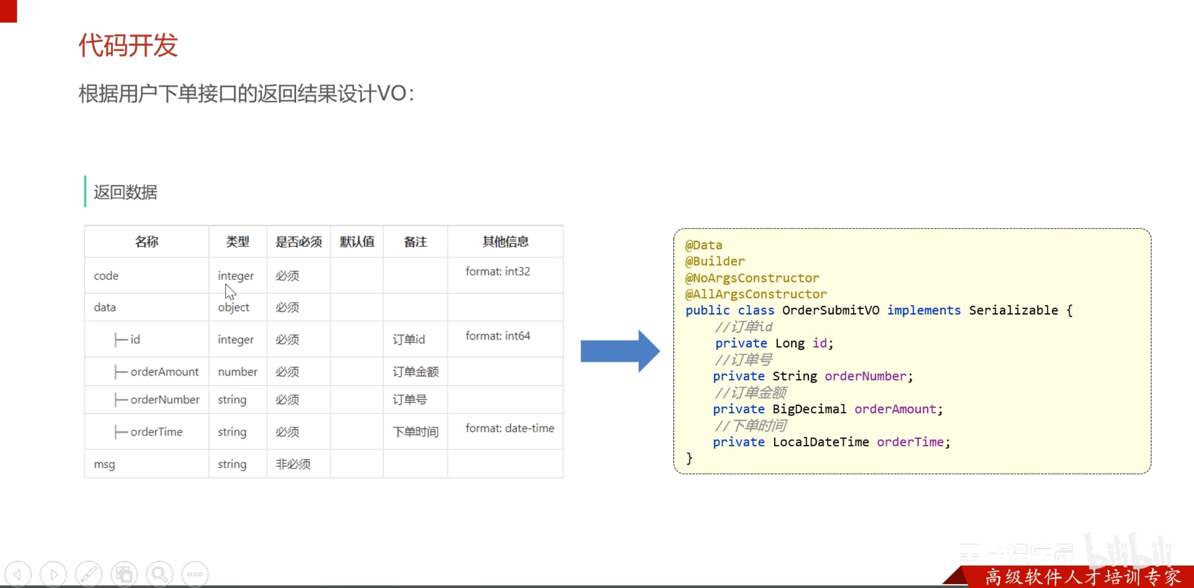 代码开发
根据用户下单接口的返回结果设计VO：
返回数据
名称 类型 是否必须 默认值 备注 其他信息
code integer 必须 format: int32
data object 必须
├─ id integer 必须 订单id format: int64
├─ orderAmount number 必须 订单金额
├─ orderNumber string 必须 订单号
├─ orderTime string 必须 下单时间 format: date-time
msg string 非必须
@Data
@Builder
@NoArgsConstructor
@AllArgsConstructor
public class OrderSubmitVO implements Serializable {
//订单id
private Long id;
//订单号
private String orderNumber;
//订单金额
private BigDecimal orderAmount;
//下单时间
private LocalDateTime orderTime;
}
bilibili
高级软件人才培训专家